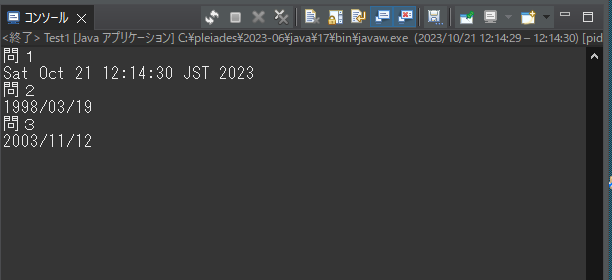 コンソール
<終了> Test1 [Java アプリケーション] C:¥pleiades¥2023-06¥java¥17¥bin¥javaw.exe (2023/10/21 12:14:29 – 12:14:30) [pid
問１
Sat Oct 21 12:14:30 JST 2023
問２
1998/03/19
問３
2003/11/12